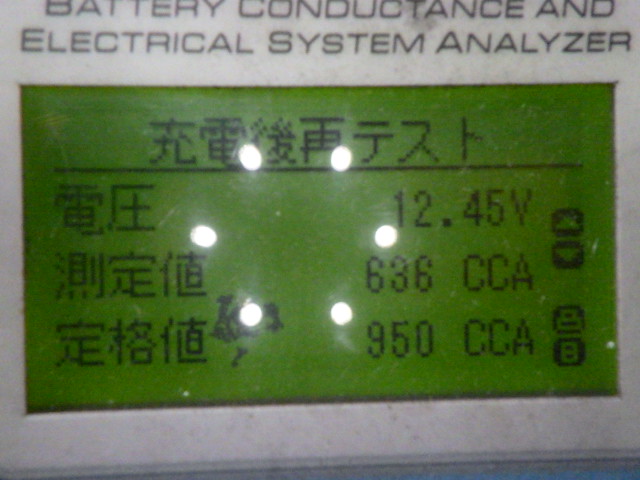 BATTERY CONDUCTANCE AND
ELECTRICAL SYSTEM ANALYZER
充電後再テスト
電圧 12.45V
測定値 636 CCA
定格値 950 CCA